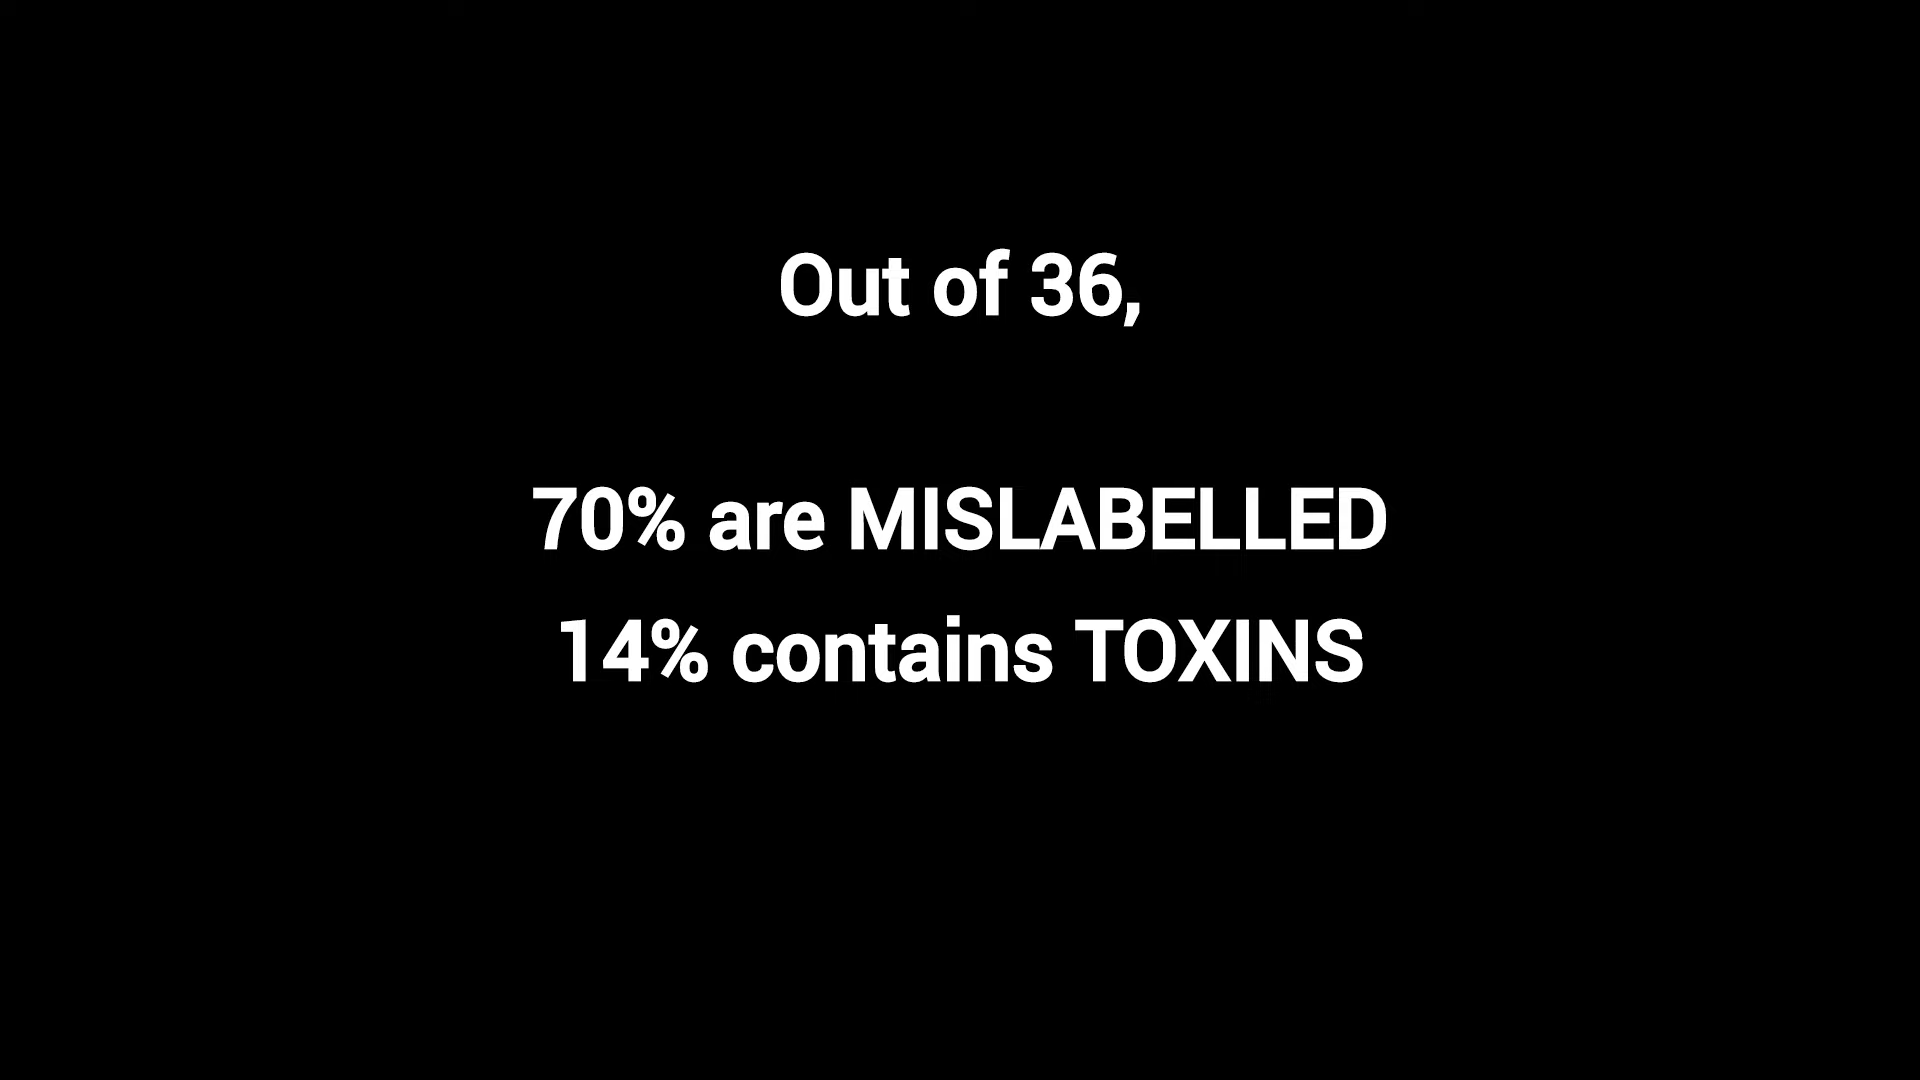 Out of 36,
70% are MISLABELLED
14% contains TOXINS